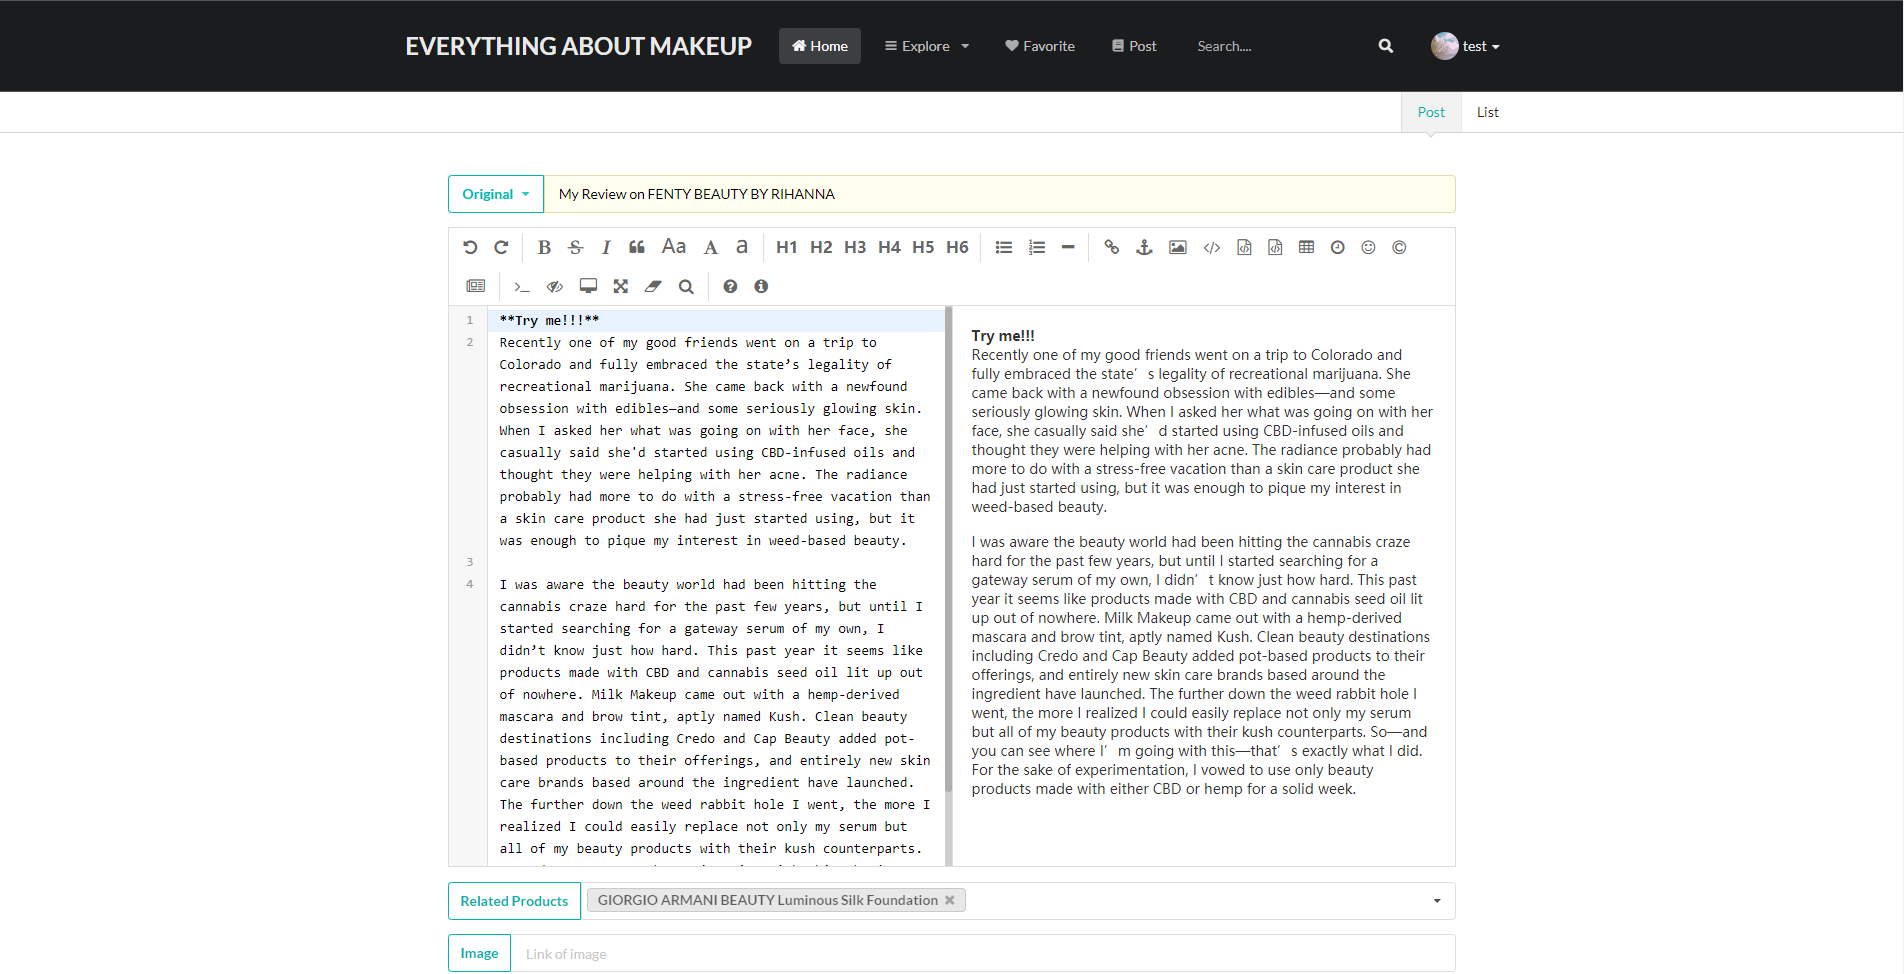 EVERYTHING ABOUT MAKEUP Home Explore Favorite Post Search.... test
Post List
Original My Review on FENTY BEAUTY BY RIHANNA
B S I Aa A a H1 H2 H3 H4 H5 H6
1 **Try me!!!**
2 Recently one of my good friends went on a trip to
Colorado and fully embraced the state’s legality of
recreational marijuana. She came back with a newfound
obsession with edibles—and some seriously glowing skin.
When I asked her what was going on with her face, she
casually said she'd started using CBD-infused oils and
thought they were helping with her acne. The radiance
probably had more to do with a stress-free vacation than
a skin care product she had just started using, but it
was enough to pique my interest in weed-based beauty.
3
4 I was aware the beauty world had been hitting the
cannabis craze hard for the past few years, but until I
started searching for a gateway serum of my own, I
didn’t know just how hard. This past year it seems like
products made with CBD and cannabis seed oil lit up out
of nowhere. Milk Makeup came out with a hemp-derived
mascara and brow tint, aptly named Kush. Clean beauty
destinations including Credo and Cap Beauty added pot-
based products to their offerings, and entirely new skin
care brands based around the ingredient have launched.
The further down the weed rabbit hole I went, the more I
realized I could easily replace not only my serum but
all of my beauty products with their kush counterparts.
Try me!!!
Recently one of my good friends went on a trip to Colorado and
fully embraced the state’s legality of recreational marijuana. She
came back with a newfound obsession with edibles—and some
seriously glowing skin. When I asked her what was going on with her
face, she casually said she’d started using CBD-infused oils and
thought they were helping with her acne. The radiance probably had
more to do with a stress-free vacation than a skin care product she
had just started using, but it was enough to pique my interest in
weed-based beauty.
I was aware the beauty world had been hitting the cannabis craze
hard for the past few years, but until I started searching for a
gateway serum of my own, I didn’t know just how hard. This past
year it seems like products made with CBD and cannabis seed oil lit
up out of nowhere. Milk Makeup came out with a hemp-derived
mascara and brow tint, aptly named Kush. Clean beauty destinations
including Credo and Cap Beauty added pot-based products to their
offerings, and entirely new skin care brands based around the
ingredient have launched. The further down the weed rabbit hole I
went, the more I realized I could easily replace not only my serum
but all of my beauty products with their kush counterparts. So—and
you can see where I’m going with this—that’s exactly what I did.
For the sake of experimentation, I vowed to use only beauty
products made with either CBD or hemp for a solid week.
Related Products GIORGIO ARMANI BEAUTY Luminous Silk Foundation
Image Link of image